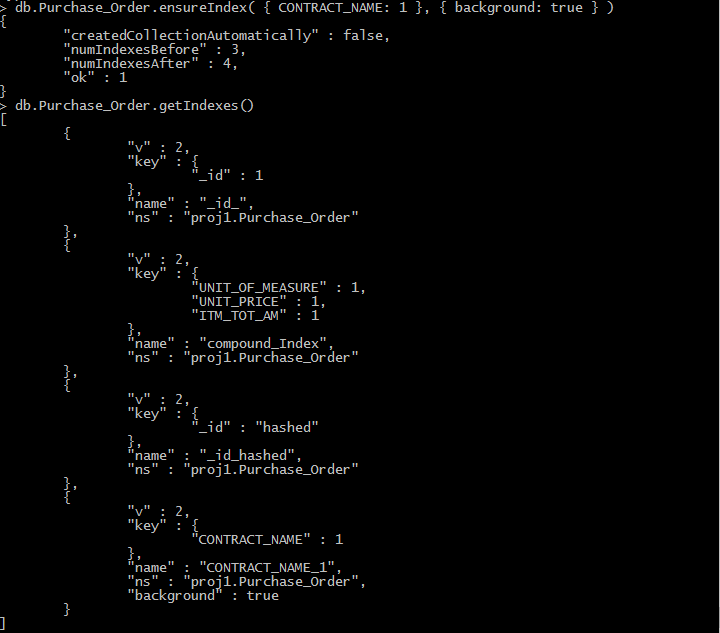 > db.Purchase_Order.ensureIndex( { CONTRACT_NAME: 1 }, { background: true } )
{
        "createdCollectionAutomatically" : false,
        "numIndexesBefore" : 3,
        "numIndexesAfter" : 4,
        "ok" : 1
}
> db.Purchase_Order.getIndexes()
[
        {
                "v" : 2,
                "key" : {
                        "_id" : 1
                },
                "name" : "_id_",
                "ns" : "proj1.Purchase_Order"
        },
        {
                "v" : 2,
                "key" : {
                        "UNIT_OF_MEASURE" : 1,
                        "UNIT_PRICE" : 1,
                        "ITM_TOT_AM" : 1
                },
                "name" : "compound_Index",
                "ns" : "proj1.Purchase_Order"
        },
        {
                "v" : 2,
                "key" : {
                        "_id" : "hashed"
                },
                "name" : "_id_hashed",
                "ns" : "proj1.Purchase_Order"
        },
        {
                "v" : 2,
                "key" : {
                        "CONTRACT_NAME" : 1
                },
                "name" : "CONTRACT_NAME_1",
                "ns" : "proj1.Purchase_Order",
                "background" : true
        }
]